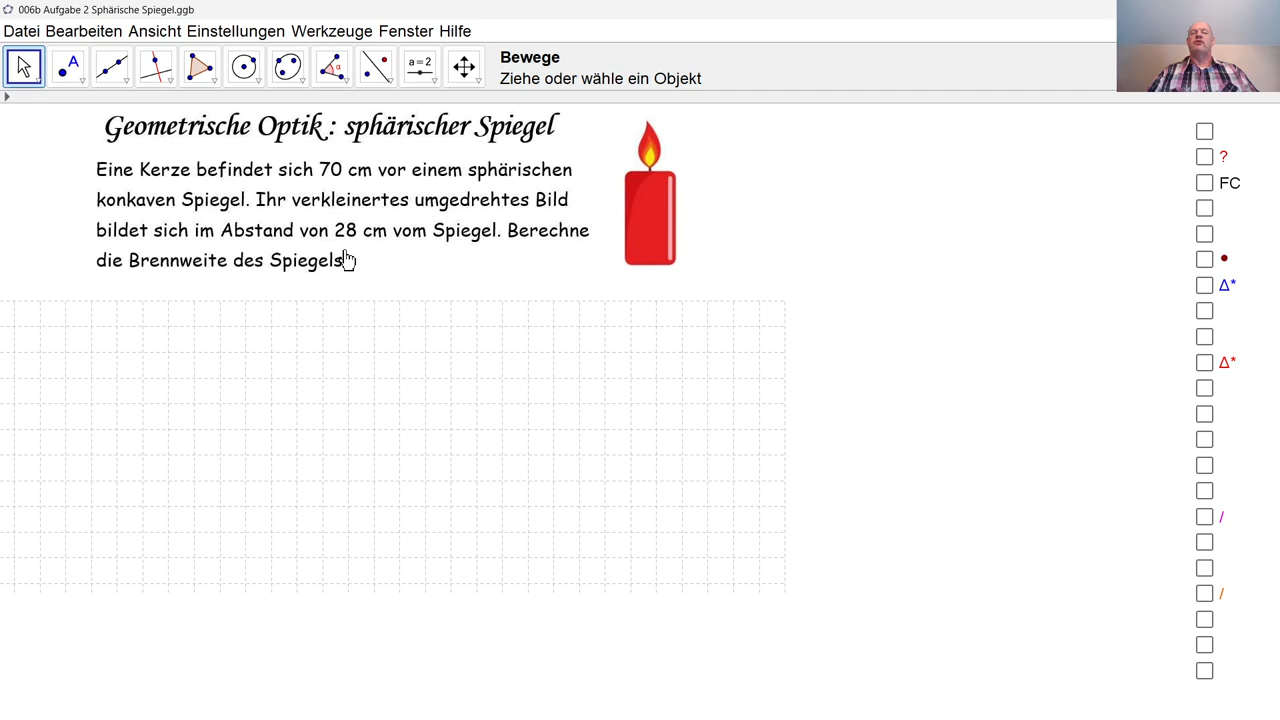 006b Aufgabe 2 Sphärische Spiegel.ggb
Datei Bearbeiten Ansicht Einstellungen Werkzeuge Fenster Hilfe
A
α
a=2
Bewege
Ziehe oder wähle ein Objekt
Geometrische Optik : sphärischer Spiegel
Eine Kerze befindet sich 70 cm vor einem sphärischen
konkaven Spiegel. Ihr verkleinertes umgedrehtes Bild
bildet sich im Abstand von 28 cm vom Spiegel. Berechne
die Brennweite des Spiegels
?
FC
Δ*
Δ*
/
/